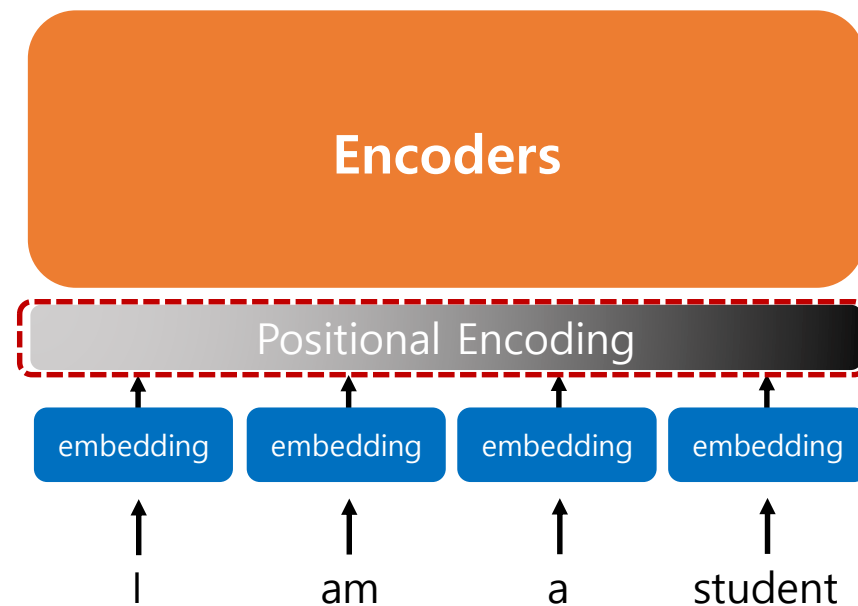 Encoders
Positional Encoding
embedding embedding embedding embedding
I am a student